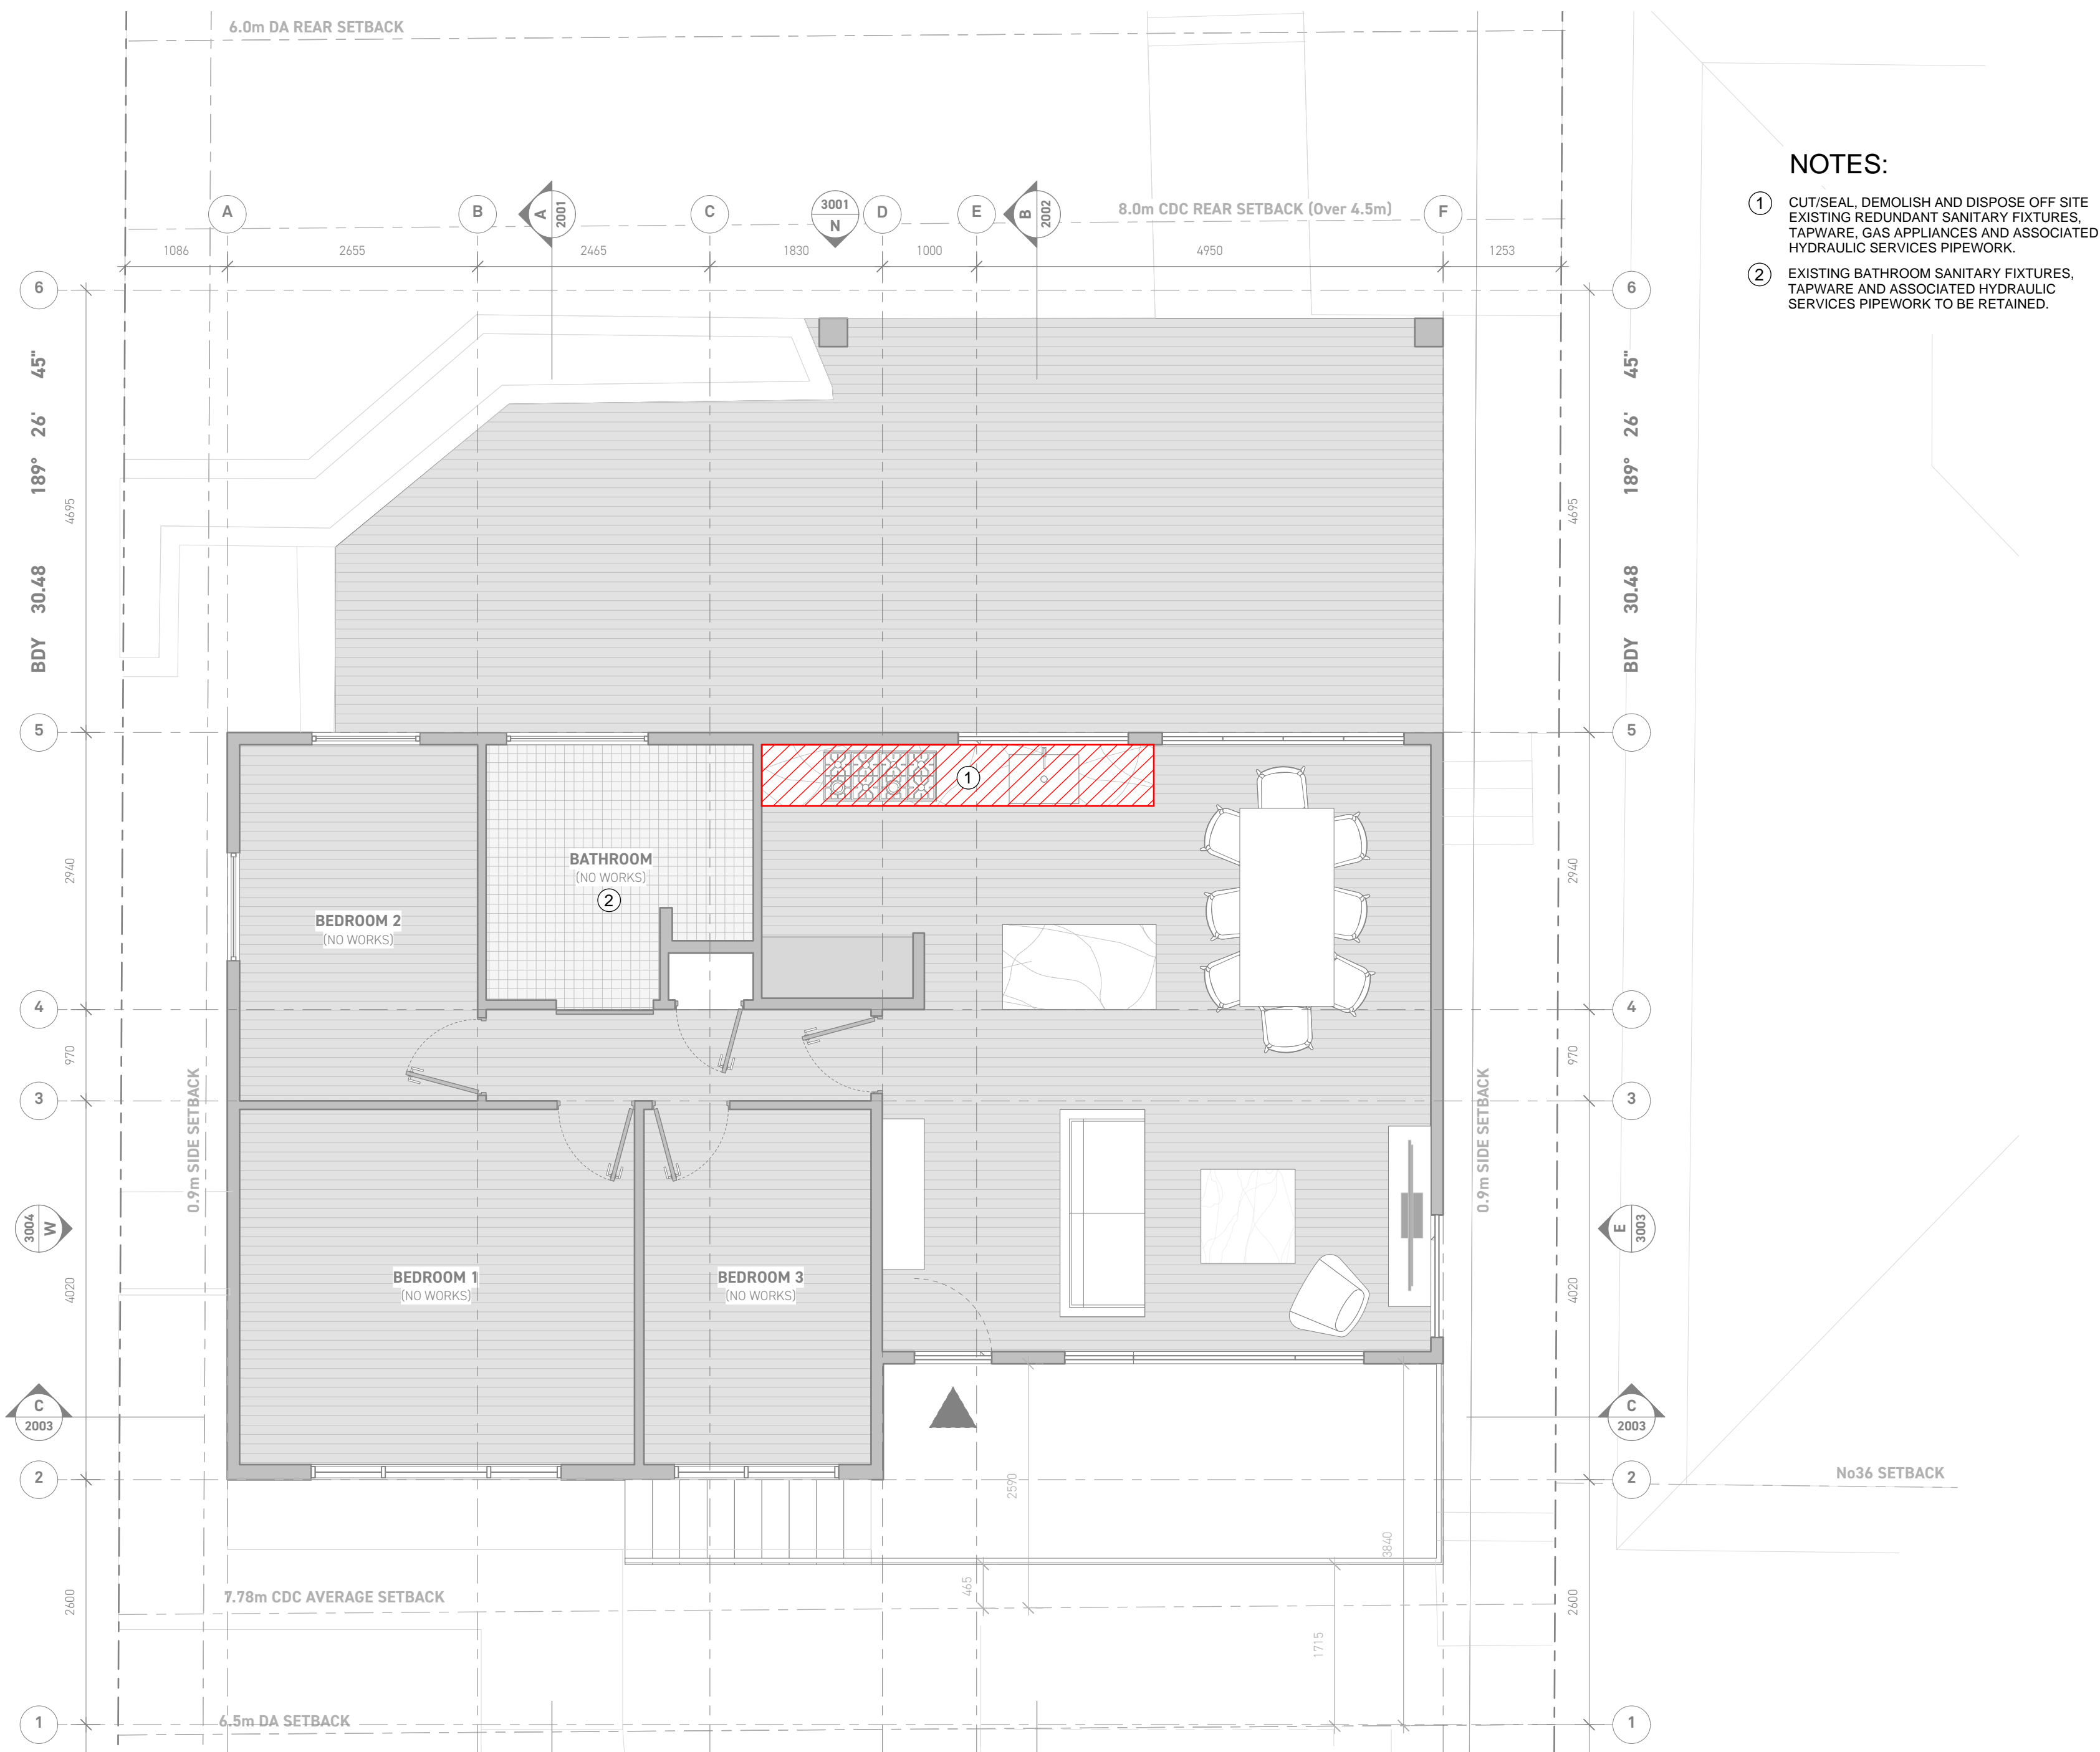 6.0m DA REAR SETBACK
NOTES:
1 CUT/SEAL, DEMOLISH AND DISPOSE OFF SITE
EXISTING REDUNDANT SANITARY FIXTURES,
TAPWARE, GAS APPLIANCES AND ASSOCIATED
HYDRAULIC SERVICES PIPEWORK.
2 EXISTING BATHROOM SANITARY FIXTURES,
TAPWARE AND ASSOCIATED HYDRAULIC
SERVICES PIPEWORK TO BE RETAINED.
A
B
A
2001
C
3001
N
D
E
B
2002
8.0m CDC REAR SETBACK (Over 4.5m)
F
1086
2655
2465
1830
1000
4950
1253
6
6
BDY 30.48 189° 26' 45"
4695
4695
BDY 30.48 189° 26' 45"
5
5
1
BATHROOM
(NO WORKS)
2
BEDROOM 2
(NO WORKS)
2940
2940
4
4
970
970
3
3
0.9m SIDE SETBACK
0.9m SIDE SETBACK
3004
W
E
3003
BEDROOM 1
(NO WORKS)
BEDROOM 3
(NO WORKS)
4020
4020
C
2003
C
2003
2
2
No36 SETBACK
2590
3840
465
1715
7.78m CDC AVERAGE SETBACK
2600
2600
6.5m DA SETBACK
1
1